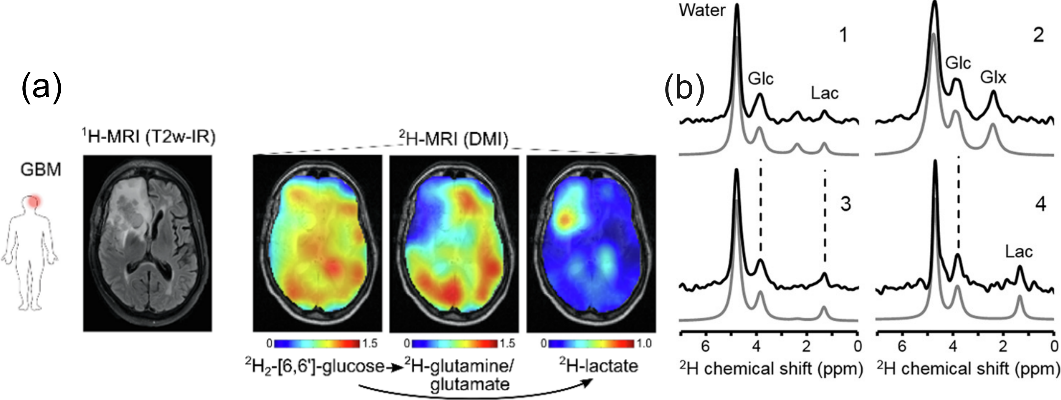 (a)
GBM
¹H-MRI (T2w-IR)
²H-MRI (DMI)
0 1.5
0 1.5
0 1.0
²H₂-[6,6']-glucose
²H-glutamine/
glutamate
²H-lactate
(b)
Water
Glc
Lac
1
Glc
Glx
2
3
Lac
4
6 4 2 0
²H chemical shift (ppm)
6 4 2 0
²H chemical shift (ppm)